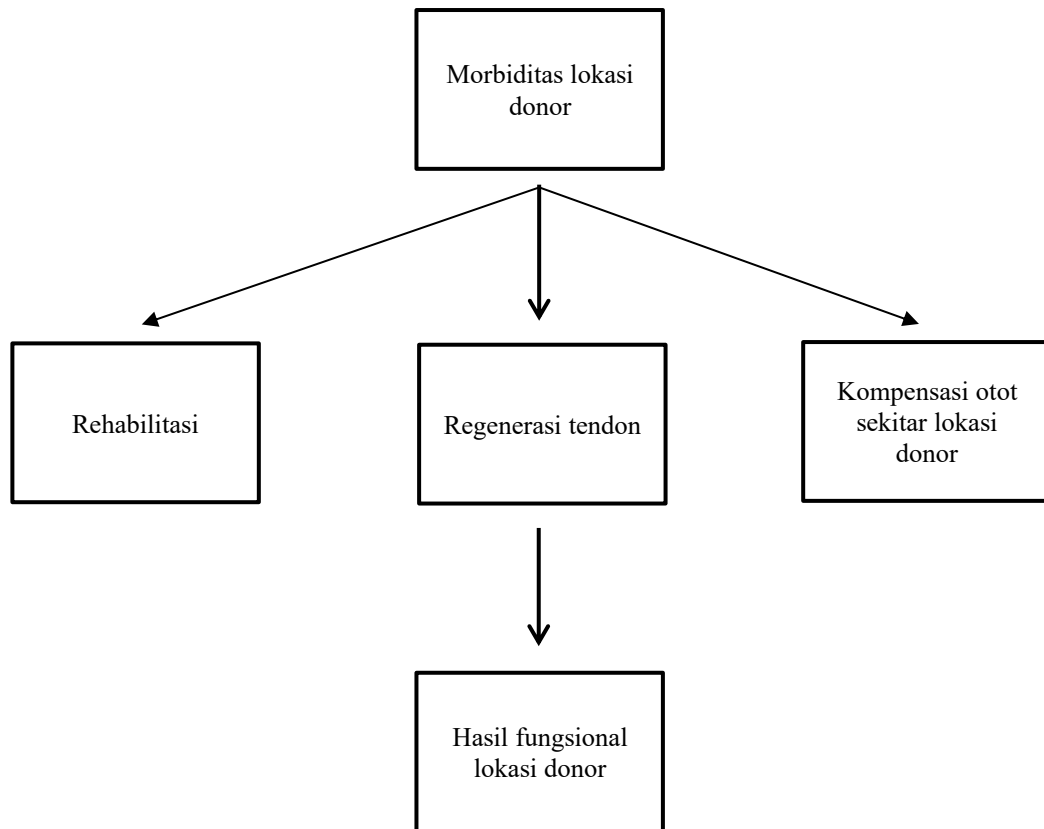 Morbiditas lokasi
donor
Rehabilitasi
Regenerasi tendon
Kompensasi otot
sekitar lokasi
donor
Hasil fungsional
lokasi donor